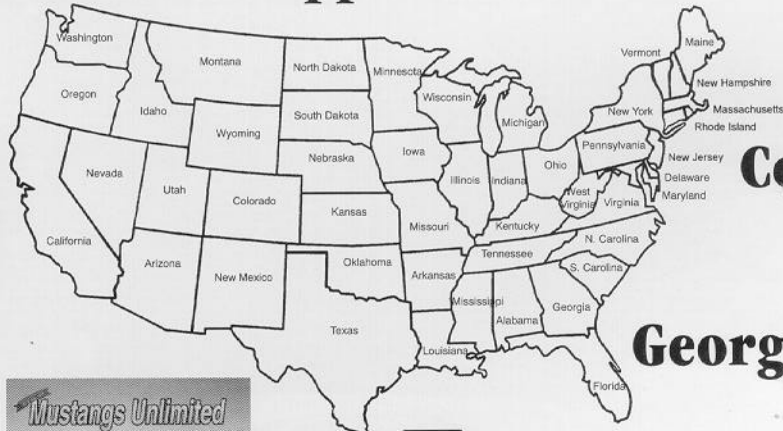 Washington
Montana
North Dakota
Minnesota
Vermont
Maine
Oregon
Idaho
South Dakota
Wisconsin
Michigan
New York
New Hampshire
Massachusetts
Rhode Island
Wyoming
Nebraska
Iowa
Pennsylvania
New Jersey
Nevada
Utah
Colorado
Illinois
Indiana
Ohio
Delaware
Maryland
West
Virginia
Virginia
Kansas
Missouri
Kentucky
California
Arizona
New Mexico
Oklahoma
Arkansas
Tennessee
N. Carolina
S. Carolina
Mississippi
Alabama
Georgia
Texas
Louisiana
Florida
Co
Georg
Mustangs Unlimited